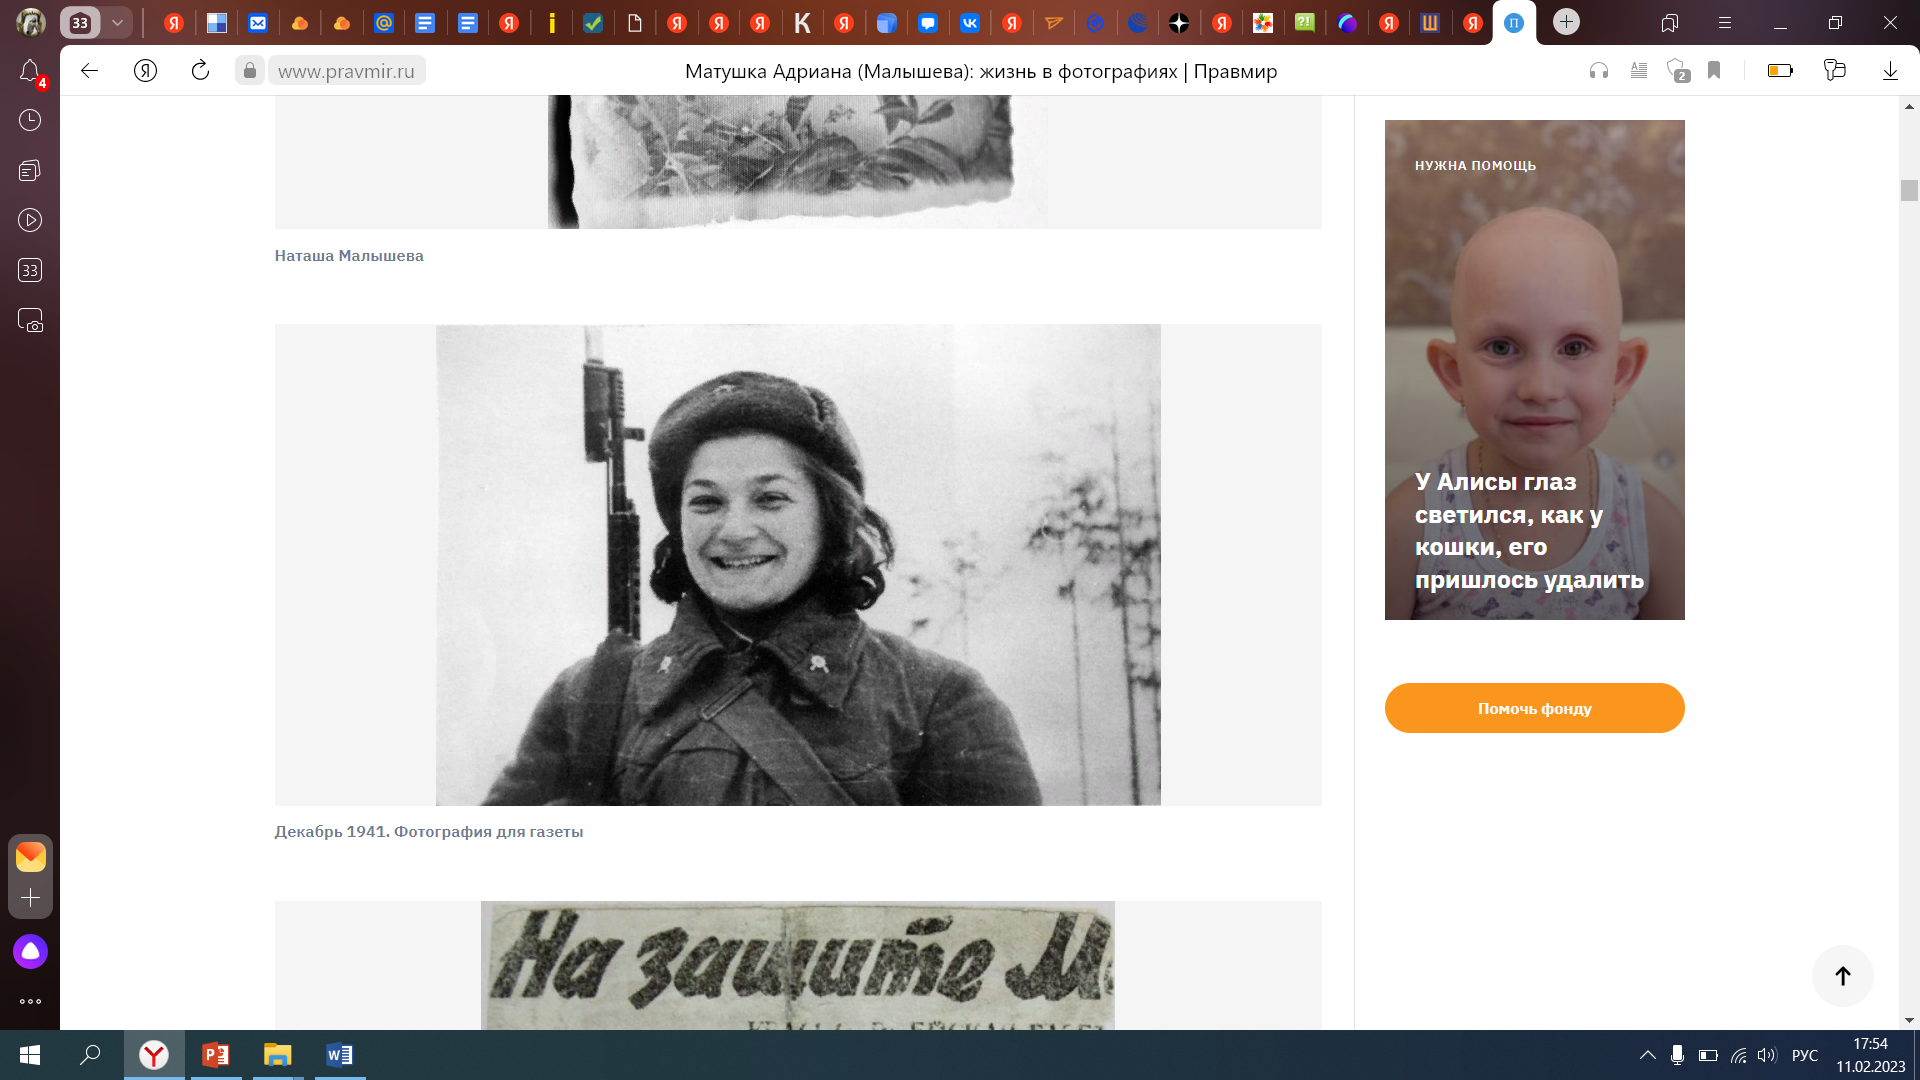 33
www.pravmir.ru
Матушка Адриана (Малышева): жизнь в фотографиях | Правмир
2
4
33
Наташа Малышева
Декабрь 1941. Фотография для газеты
На защите М
НУЖНА ПОМОЩЬ
У Алисы глаз
светился, как у
кошки, его
пришлось удалить
Помочь фонду
РУС
17:54
11.02.2023